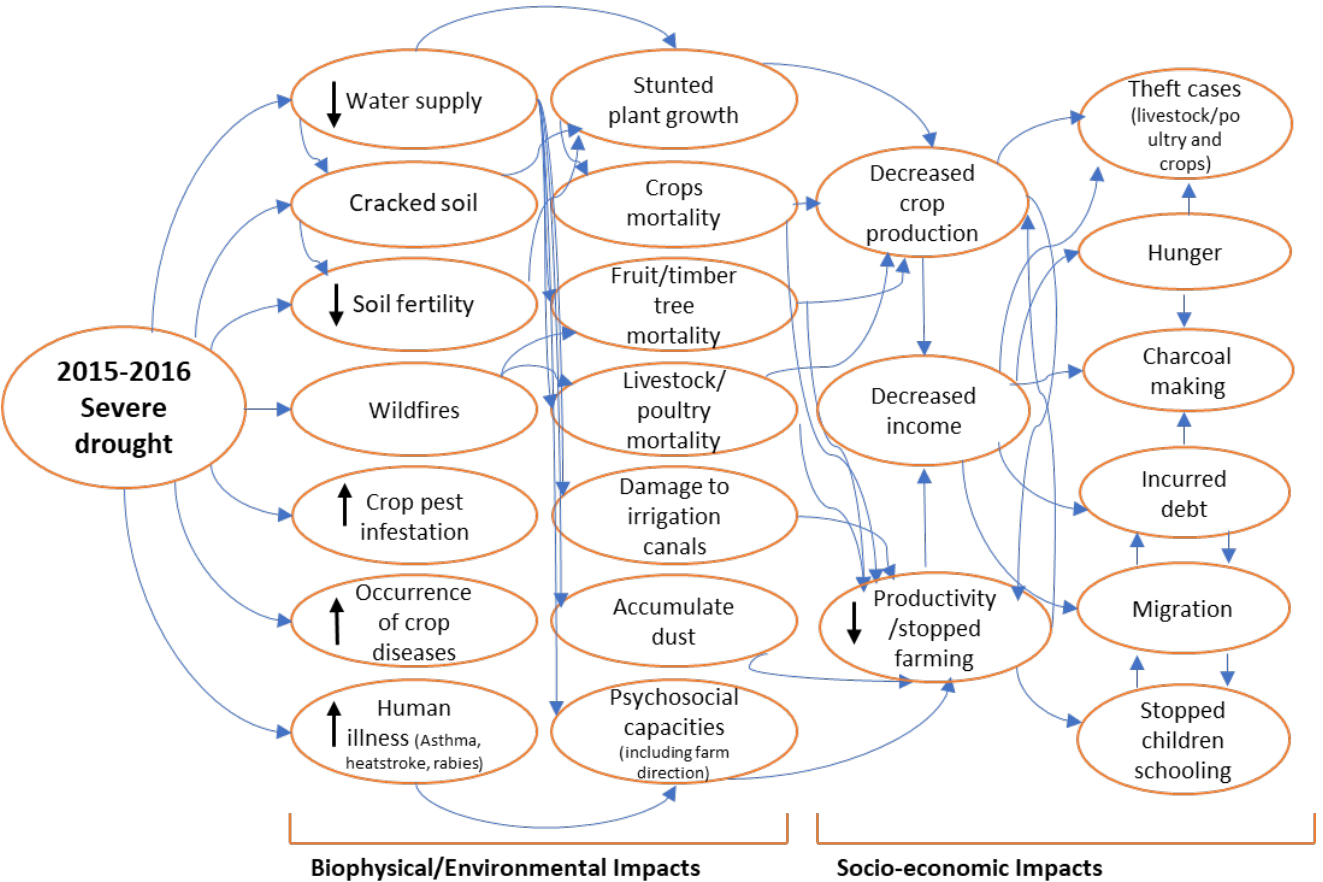 2015-2016
Severe
drought
Water supply
Cracked soil
Soil fertility
Wildfires
Crop pest
infestation
Occurrence
of crop
diseases
Human
illness (Asthma,
heatstroke, rabies)
Stunted
plant growth
Crops
mortality
Fruit/timber
tree
mortality
Livestock/
poultry
mortality
Damage to
irrigation
canals
Accumulate
dust
Psychosocial
capacities
(including farm
direction)
Decreased
crop
production
Decreased
income
Productivity
/stopped
farming
Theft cases
(livestock/po
ultry and
crops)
Hunger
Charcoal
making
Incurred
debt
Migration
Stopped
children
schooling
Biophysical/Environmental Impacts
Socio-economic Impacts